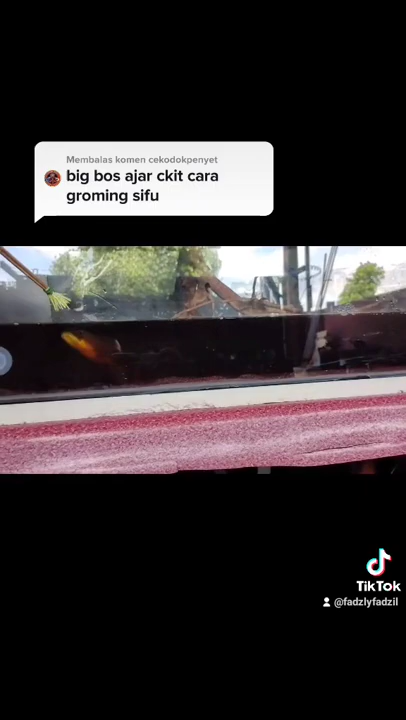 Membalas komen cekodokpenyet
big bos ajar ckit cara
groming sifu
TikTok
@fadzlyfadzil